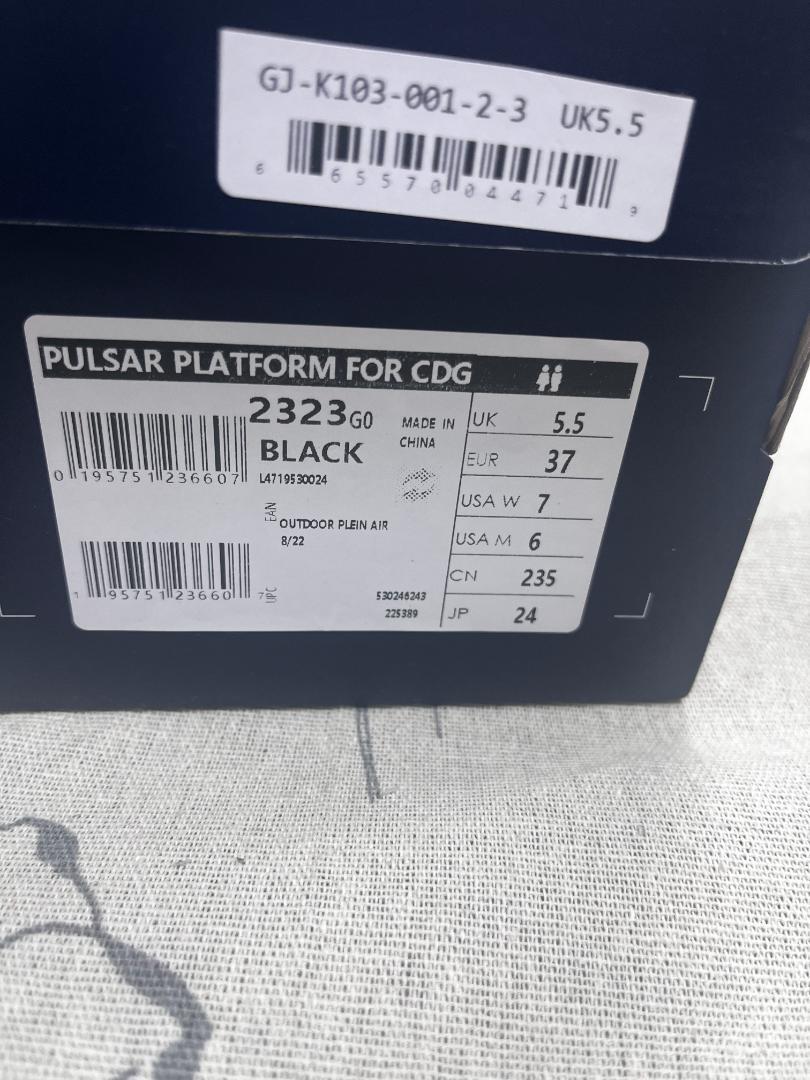 GJ-K103-001-2-3 UK5.5
6 65570 04471 9
PULSAR PLATFORM FOR CDG
2323G0
BLACK
L4719530024
MADE IN
CHINA
0 195751 236607
EAN
OUTDOOR PLEIN AIR
8/22
1 95751 23660 7
UPC
530246243
225389
UK 5.5
EUR 37
USA W 7
USA M 6
CN 235
JP 24